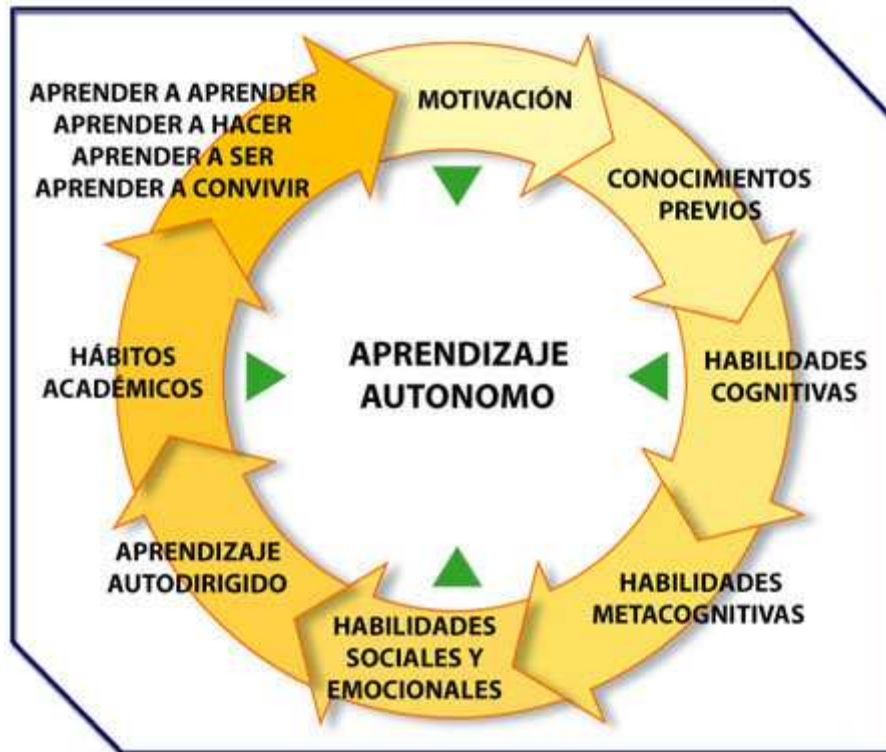 APRENDER A APRENDER
APRENDER A HACER
APRENDER A SER
APRENDER A CONVIVIR
MOTIVACIÓN
CONOCIMIENTOS
PREVIOS
HABILIDADES
COGNITIVAS
HABILIDADES
METACOGNITIVAS
HABILIDADES
SOCIALES Y
EMOCIONALES
APRENDIZAJE
AUTODIRIGIDO
HÁBITOS
ACADÉMICOS
APRENDIZAJE
AUTONOMO